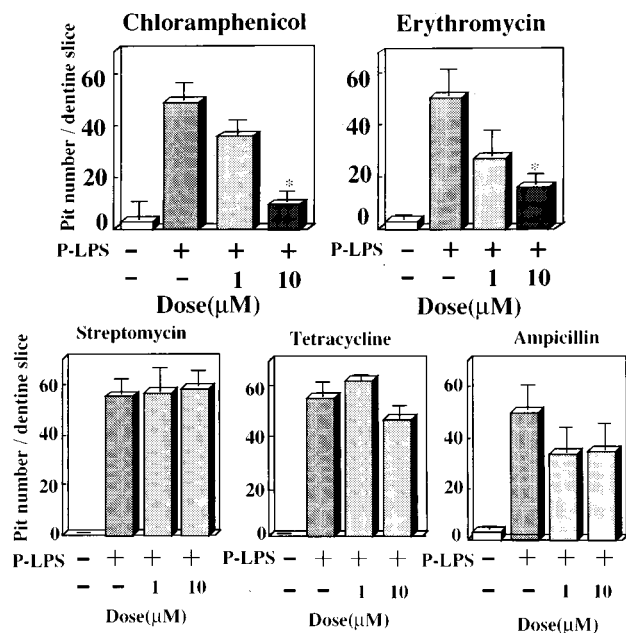 Chloramphenicol
Erythromycin
Pit number / dentine slice
60
40
20
0
60
40
20
0
*
*
P-LPS − + + +
− − 1 10
Dose(μM)
− + + +
− − 1 10
Dose(μM)
Streptomycin
Tetracycline
Ampicillin
Pit number / dentine slice
60
40
20
0
60
40
20
0
60
40
20
0
P-LPS − + + +
− − 1 10
Dose(μM)
P-LPS − + + +
− − 1 10
Dose(μM)
P-LPS − + + +
− − 1 10
Dose(μM)